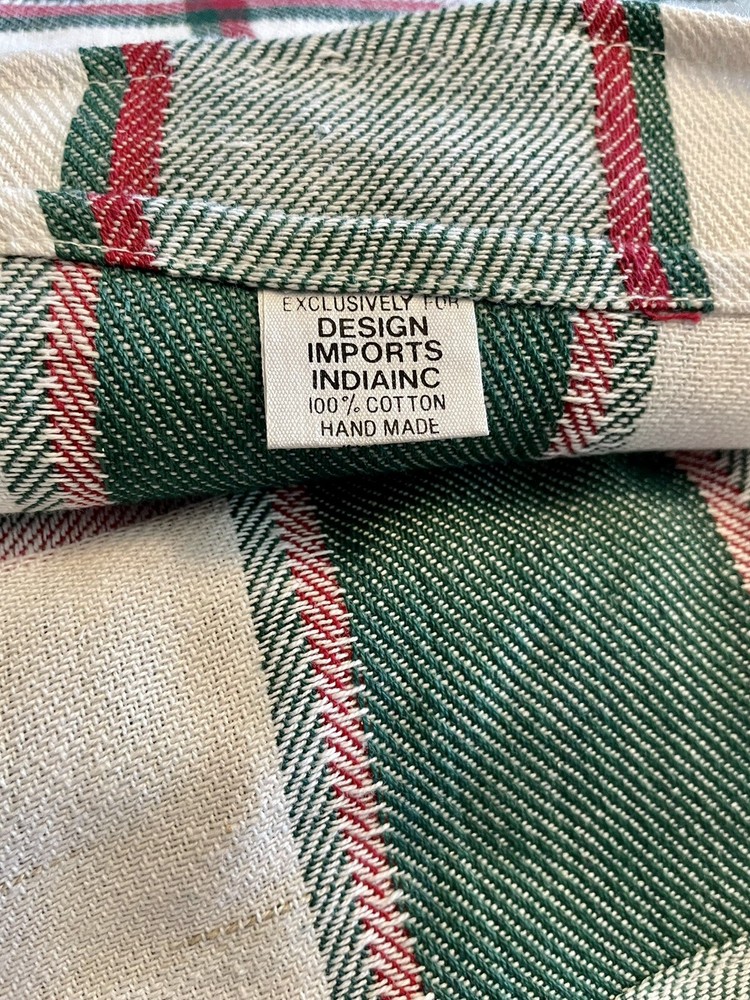 EXCLUSIVELY FOR
DESIGN
IMPORTS
INDIAINC
100% COTTON
HAND MADE